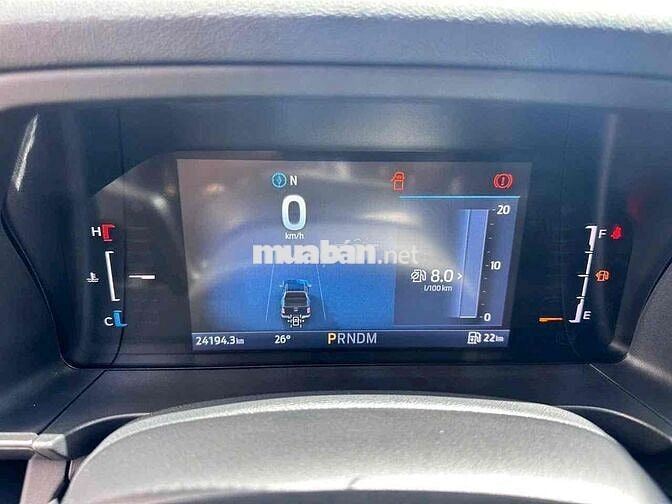 N
0
km/h
20
10
0
8.0
l/100 km
H
C
F
E
muabán.net
24194.3 km
26°
PRNDM
22 km